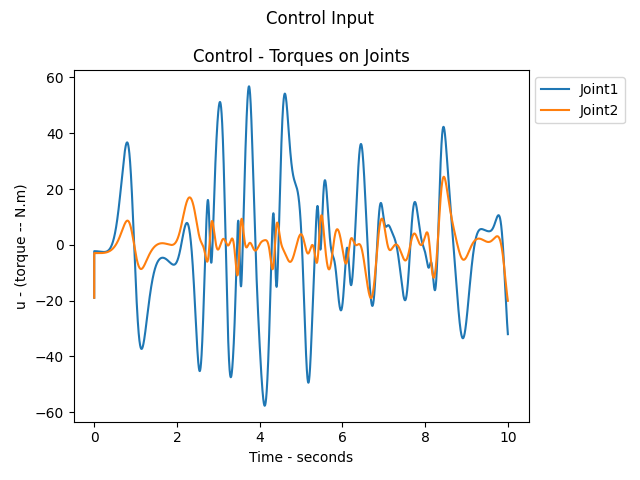 Control Input
Control - Torques on Joints
u - (torque -- N.m)
60
40
20
0
−20
−40
−60
0 2 4 6 8 10
Time - seconds
Joint1
Joint2